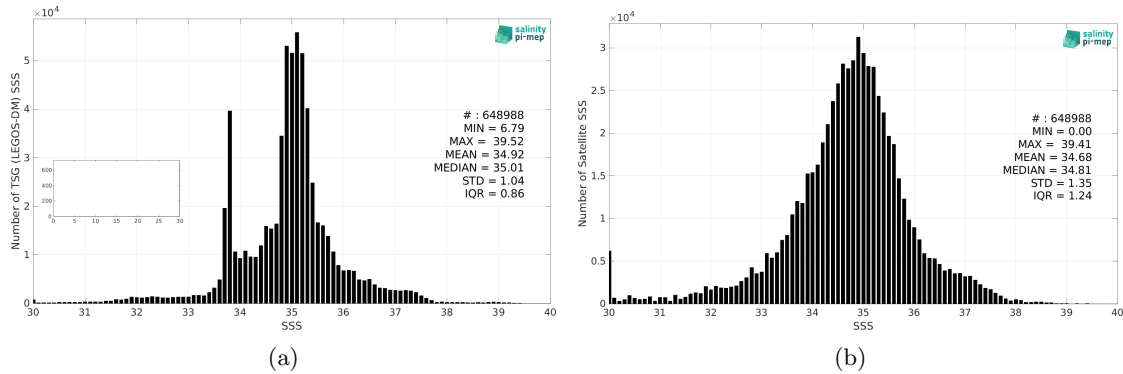 ×10⁴
salinity
pi-mep
Number of TSG (LEGOS-DM) SSS
5
4
3
2
1
0
# : 648988
MIN = 6.79
MAX = 39.52
MEAN = 34.92
MEDIAN = 35.01
STD = 1.04
IQR = 0.86
600
400
200
0
0 5 10 15 20 25 30
30 31 32 33 34 35 36 37 38 39 40
SSS
(a)
×10⁴
salinity
pi-mep
Number of Satellite SSS
3
2.5
2
1.5
1
0.5
0
# : 648988
MIN = 0.00
MAX = 39.41
MEAN = 34.68
MEDIAN = 34.81
STD = 1.35
IQR = 1.24
30 31 32 33 34 35 36 37 38 39 40
SSS
(b)